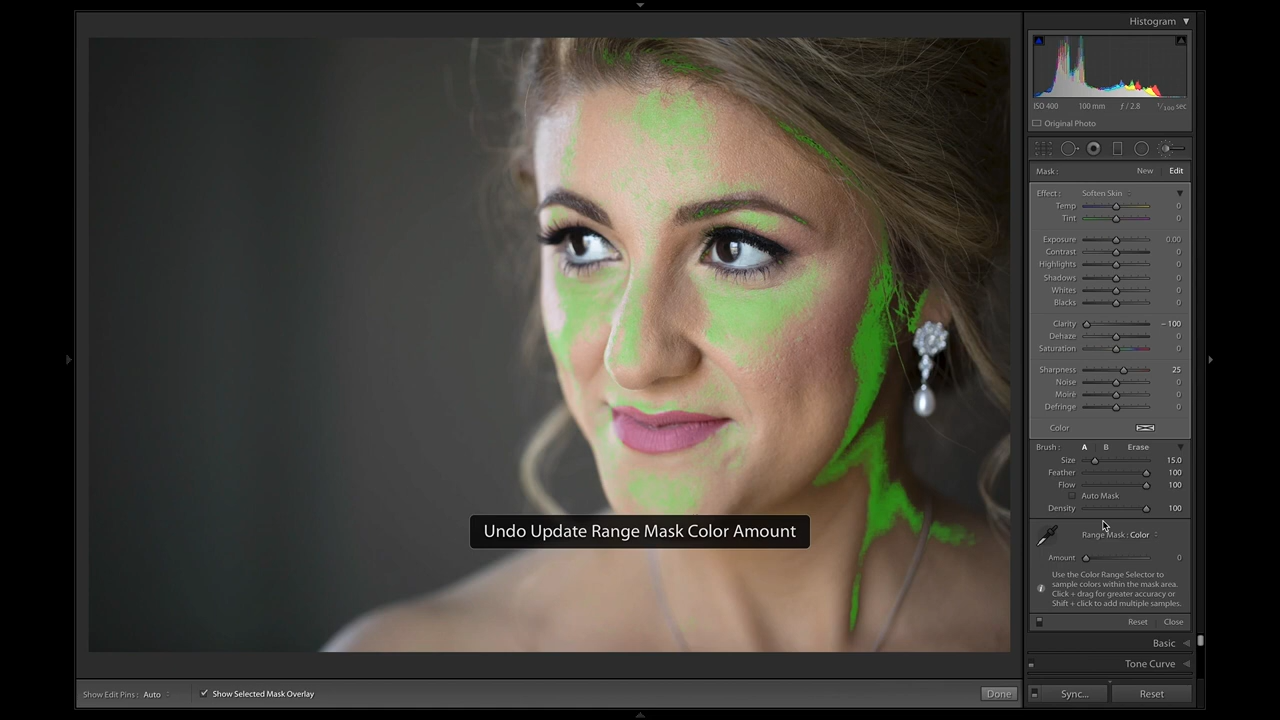 Histogram
ISO 400 100 mm ƒ / 2.8 1/100 sec
Original Photo
Mask : New Edit
Effect : Soften Skin
Temp 0
Tint 0
Exposure 0.00
Contrast 0
Highlights 0
Shadows 0
Whites 0
Blacks 0
Clarity – 100
Dehaze 0
Saturation 0
Sharpness 25
Noise 0
Moiré 0
Defringe 0
Color
Brush : A B Erase
Size 15.0
Feather 100
Flow 100
Auto Mask
Density 100
Range Mask : Color
Amount 0
Use the Color Range Selector to
sample colors within the mask area.
Click + drag for greater accuracy or
Shift + click to add multiple samples.
Reset Close
Basic
Tone Curve
Sync... Reset
Undo Update Range Mask Color Amount
Show Edit Pins : Auto Show Selected Mask Overlay Done